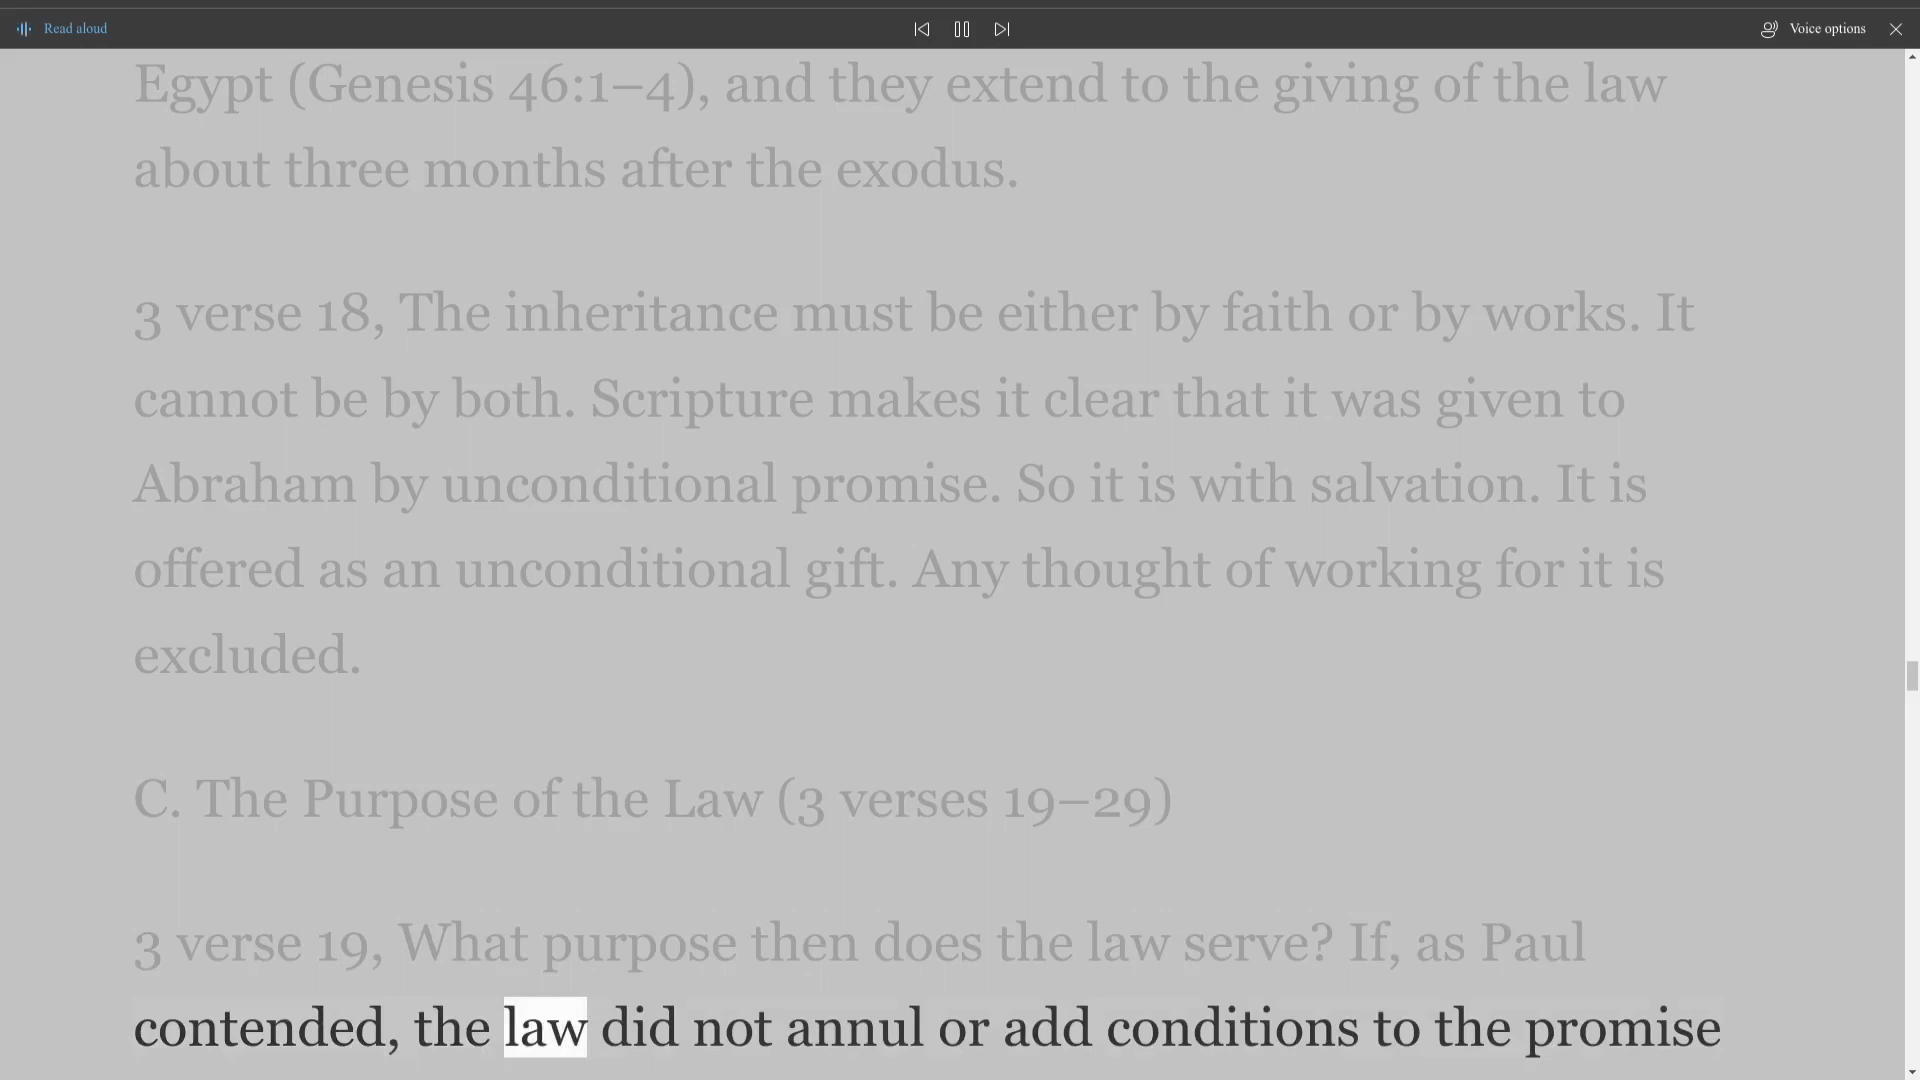 Read aloud
Voice options
Egypt (Genesis 46:1–4), and they extend to the giving of the law
about three months after the exodus.
3 verse 18, The inheritance must be either by faith or by works. It
cannot be by both. Scripture makes it clear that it was given to
Abraham by unconditional promise. So it is with salvation. It is
offered as an unconditional gift. Any thought of working for it is
excluded.
C. The Purpose of the Law (3 verses 19–29)
3 verse 19, What purpose then does the law serve? If, as Paul
contended, the law did not annul or add conditions to the promise